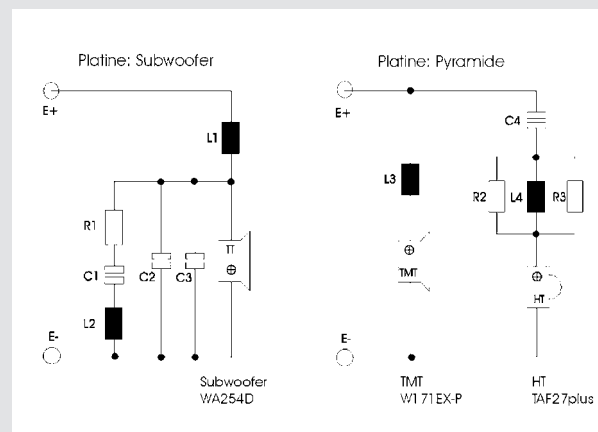 Platine: Subwoofer
Platine: Pyramide
E+
L1
R1
C1
C2
C3
TT
L2
E-
Subwoofer
WA254D
E+
C4
L3
R2
L4
R3
TMT
HT
E-
TMT
W171EX-P
HT
TAF27plus